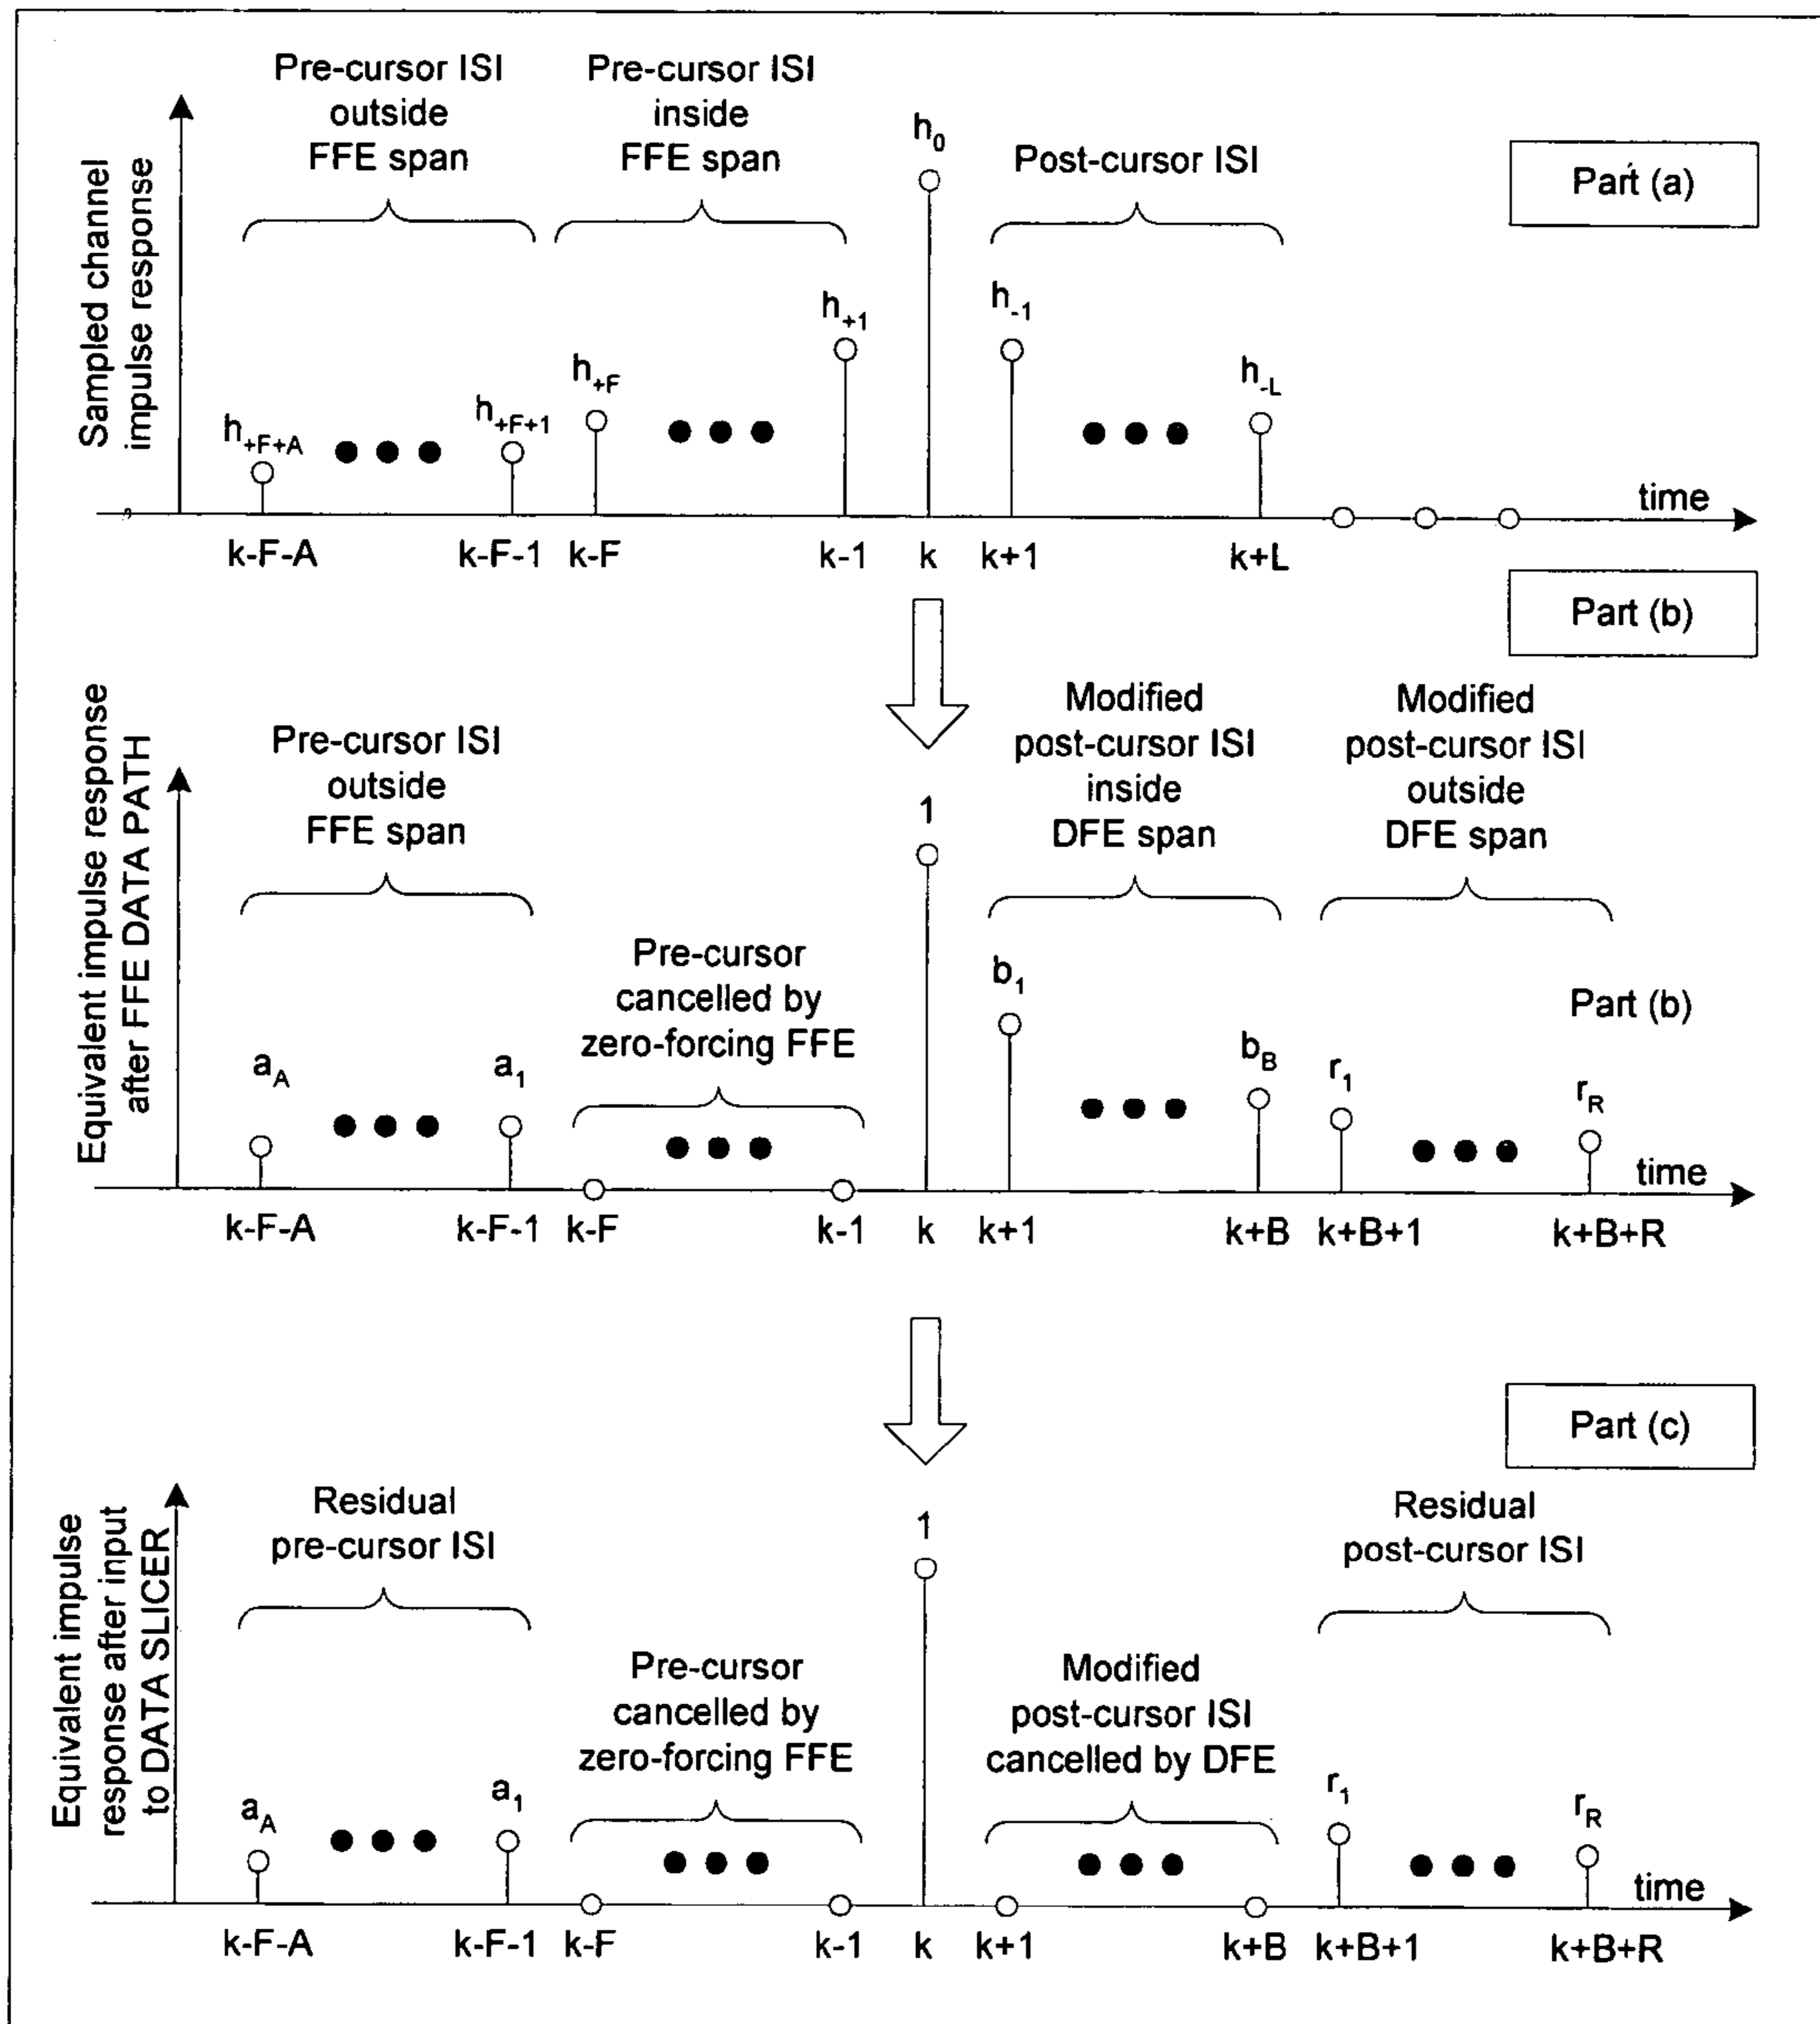 Pre-cursor ISI
outside
FFE span
Pre-cursor ISI
inside
FFE span
Post-cursor ISI
Part (a)
Sampled channel
impulse response
h+F+A
h+F+1
h+F
h+1
h0
h-1
h-L
time
k-F-A
k-F-1
k-F
k-1
k
k+1
k+L
Part (b)
Equivalent impulse response
after FFE DATA PATH
Pre-cursor ISI
outside
FFE span
Pre-cursor
cancelled by
zero-forcing FFE
Modified
post-cursor ISI
inside
DFE span
Modified
post-cursor ISI
outside
DFE span
Part (b)
aA
a1
1
b1
bB
r1
rR
time
k-F-A
k-F-1
k-F
k-1
k
k+1
k+B
k+B+1
k+B+R
Part (c)
Equivalent impulse
response after input
to DATA SLICER
Residual
pre-cursor ISI
Pre-cursor
cancelled by
zero-forcing FFE
Modified
post-cursor ISI
cancelled by DFE
Residual
post-cursor ISI
aA
a1
1
r1
rR
time
k-F-A
k-F-1
k-F
k-1
k
k+1
k+B
k+B+1
k+B+R